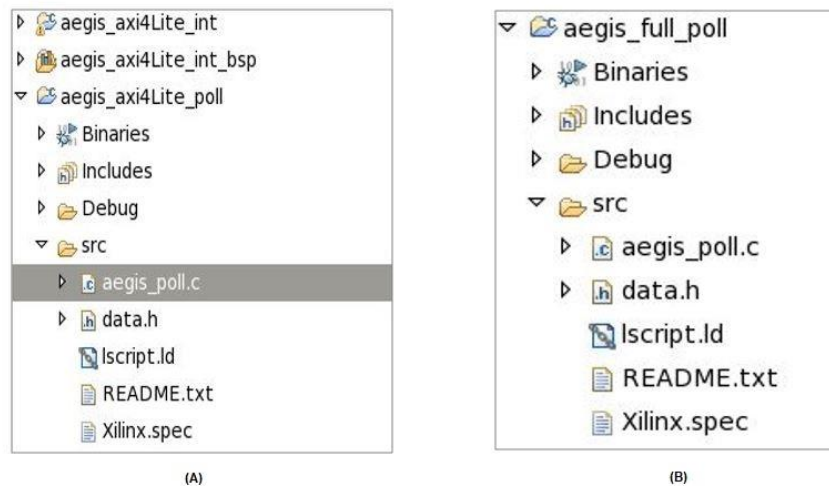 aegis_axi4Lite_int
aegis_axi4Lite_int_bsp
aegis_axi4Lite_poll
Binaries
Includes
Debug
src
aegis_poll.c
data.h
lscript.ld
README.txt
Xilinx.spec
(A)
aegis_full_poll
Binaries
Includes
Debug
src
aegis_poll.c
data.h
lscript.ld
README.txt
Xilinx.spec
(B)